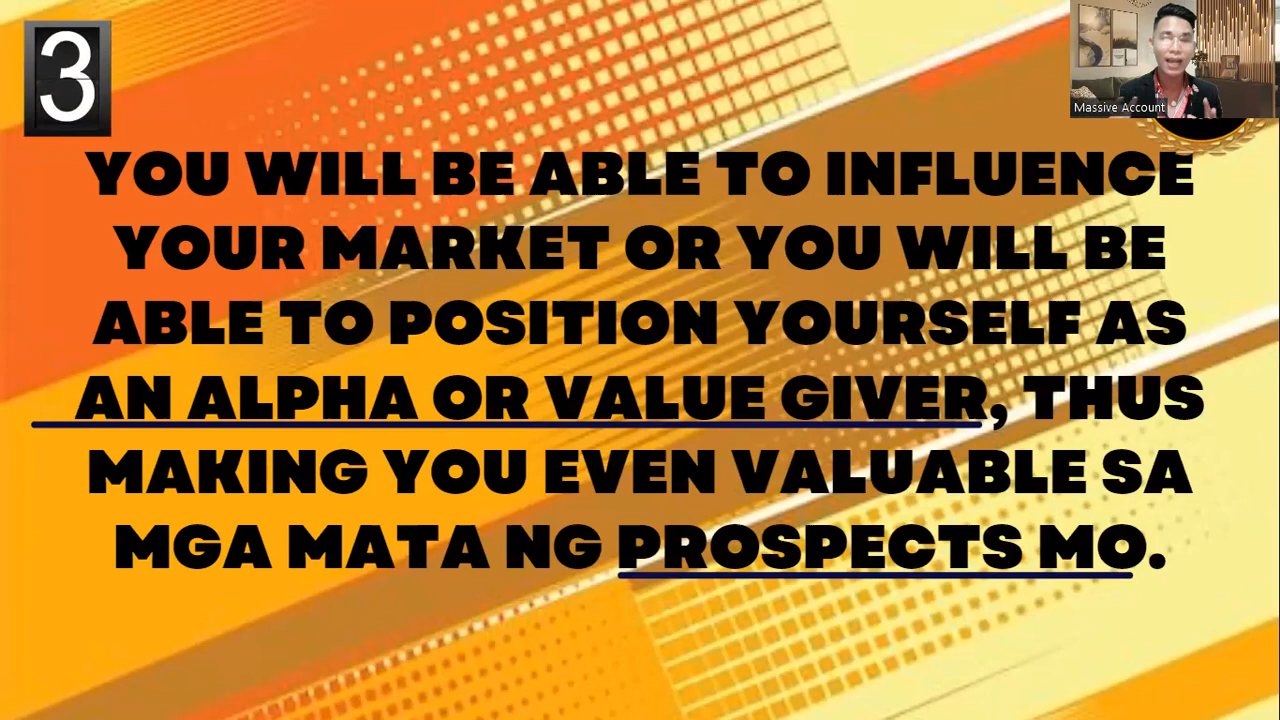 3
Massive Account
YOU WILL BE ABLE TO INFLUENCE
YOUR MARKET OR YOU WILL BE
ABLE TO POSITION YOURSELF AS
AN ALPHA OR VALUE GIVER, THUS
MAKING YOU EVEN VALUABLE SA
MGA MATA NG PROSPECTS MO.